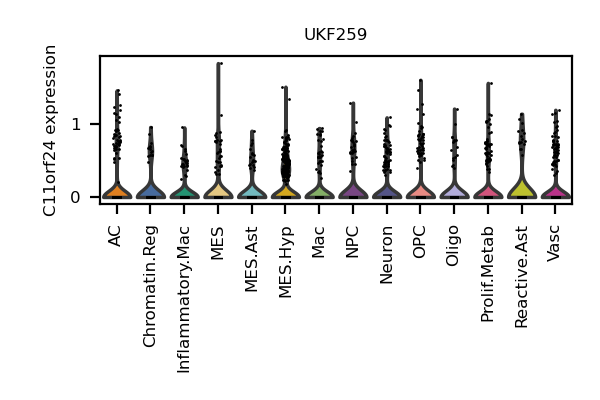 UKF259
C11orf24 expression
1
0
AC
Chromatin.Reg
Inflammatory.Mac
MES
MES.Ast
MES.Hyp
Mac
NPC
Neuron
OPC
Oligo
Prolif.Metab
Reactive.Ast
Vasc